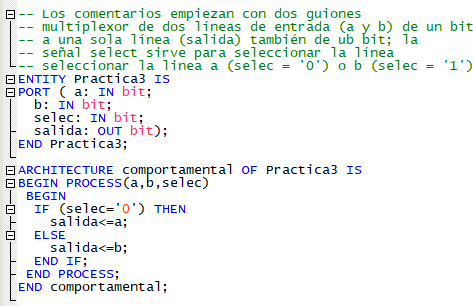 -- Los comentarios empiezan con dos guiones
-- multiplexor de dos lineas de entrada (a y b) de un bit
-- a una sola línea (salida) también de ub bit; la
-- señal select sirve para seleccionar la línea
-- seleccionar la linea a (selec = '0') o b (selec = '1')
ENTITY Practica3 IS
PORT ( a: IN bit;
b: IN bit;
selec: IN bit;
salida: OUT bit);
END Practica3;
ARCHITECTURE comportamental OF Practica3 IS
BEGIN PROCESS(a,b,selec)
BEGIN
IF (selec='0') THEN
salida<=a;
ELSE
salida<=b;
END IF;
END PROCESS;
END comportamental;